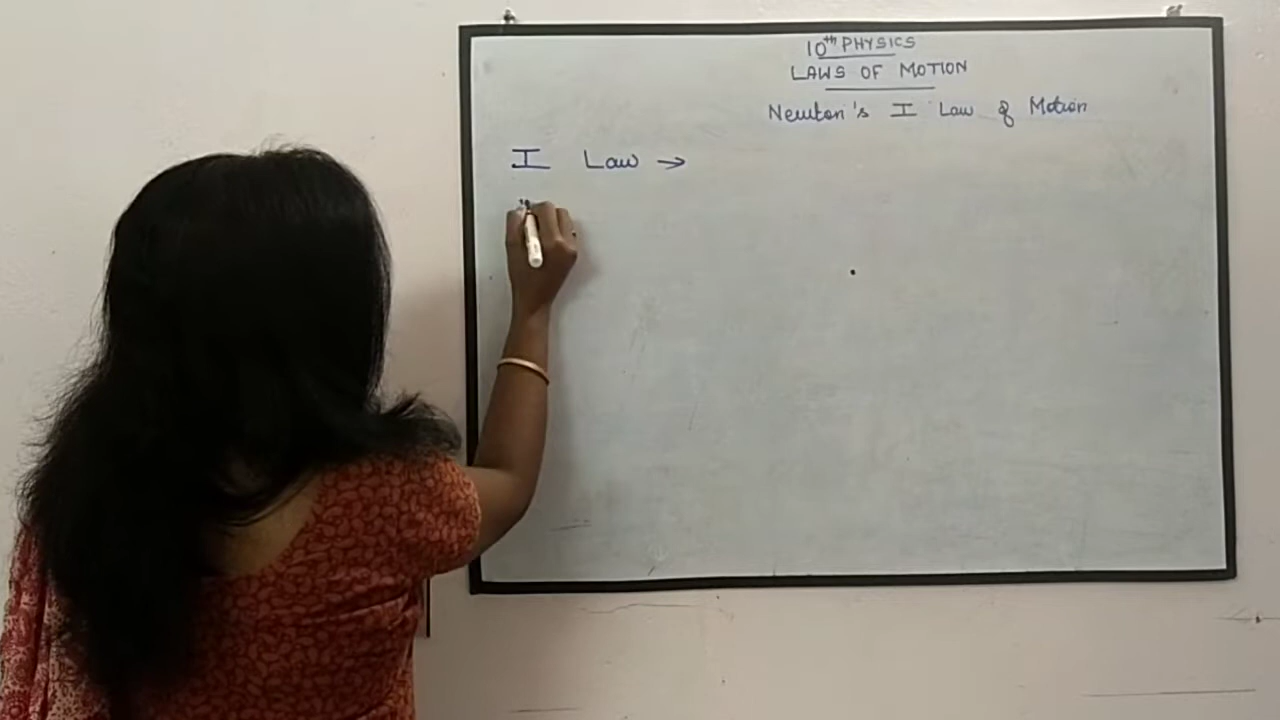 10th PHYSICS
LAWS OF MOTION
Newton's I Law of Motion
I Law →